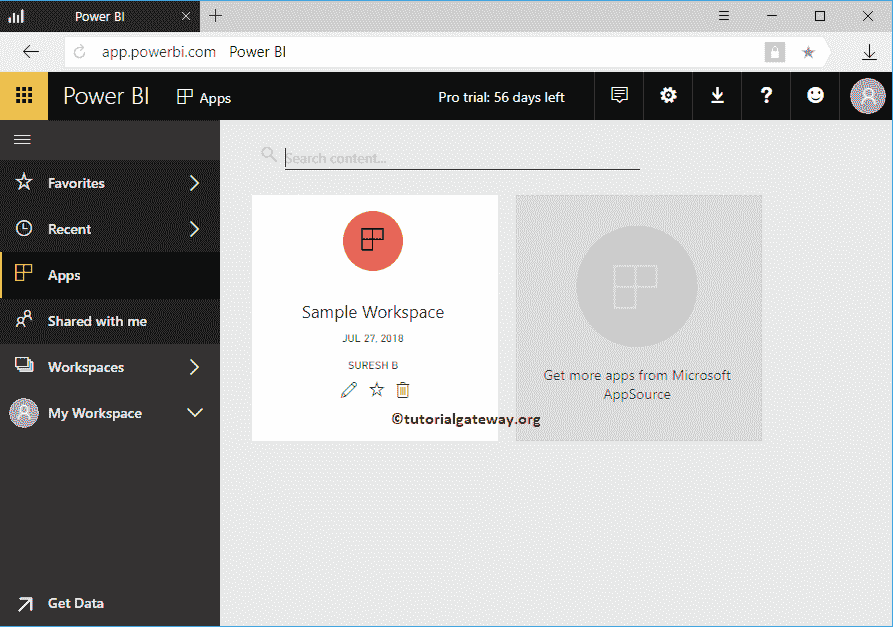 Power BI
app.powerbi.com Power BI
Power BI Apps Pro trial: 56 days left ?
Search content...
Favorites
Recent
Apps
Shared with me
Workspaces
My Workspace
Get Data
Sample Workspace
JUL 27, 2018
SURESH B
©tutorialgateway.org
Get more apps from Microsoft
AppSource